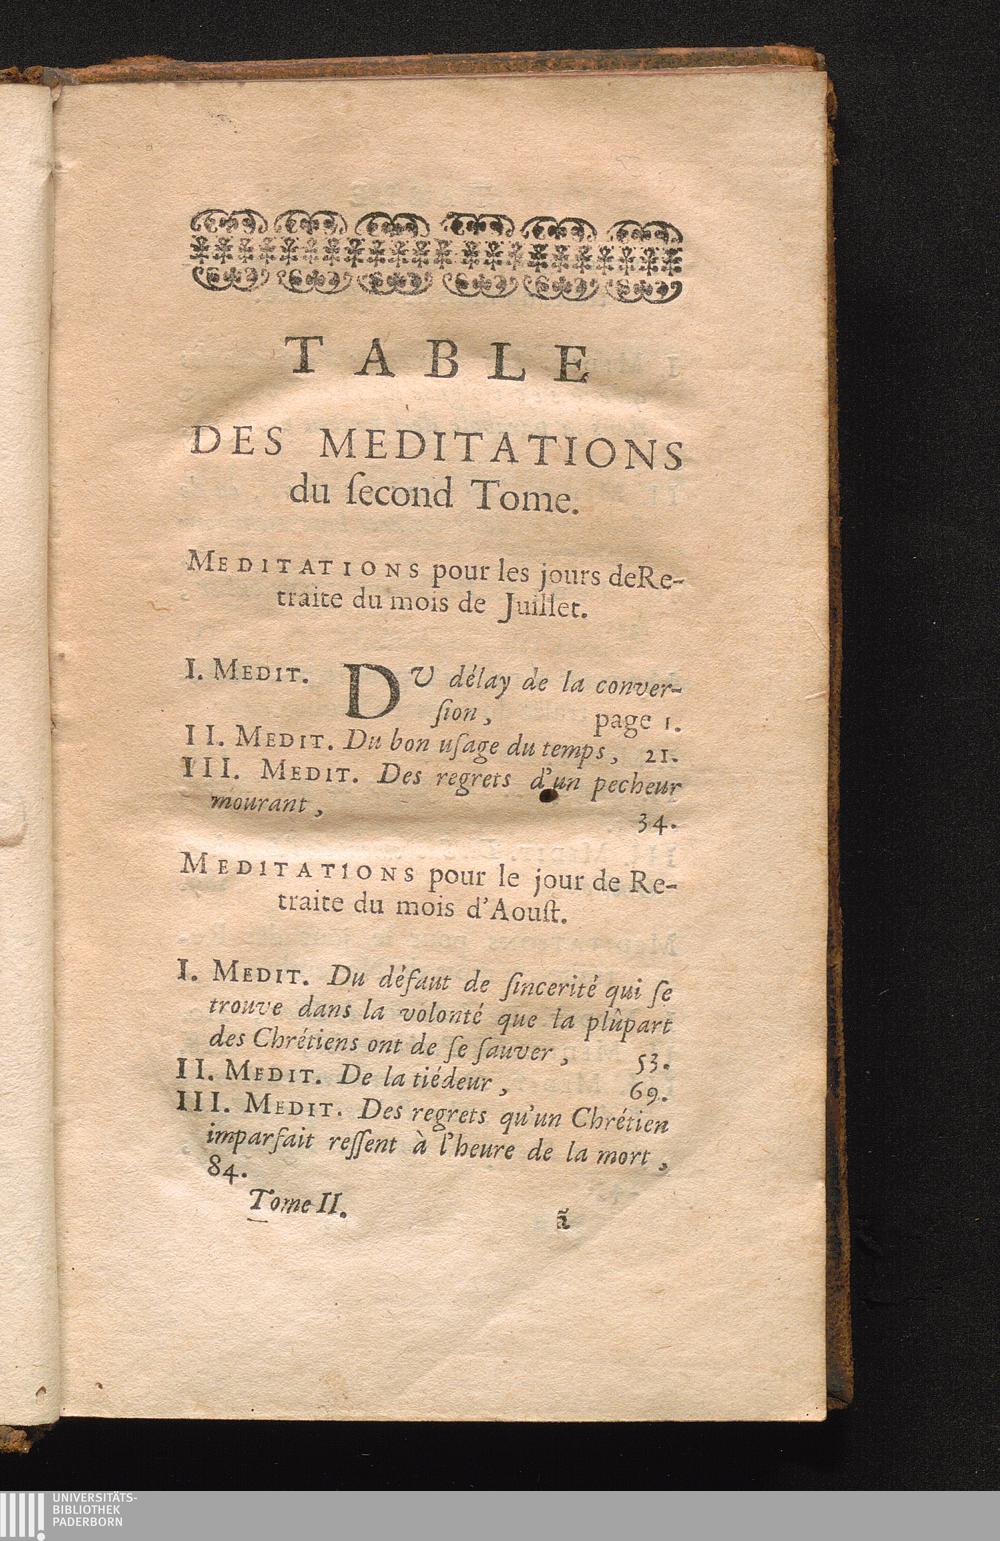 TABLE
DES MEDITATIONS
du ſecond Tome.
MEDITATIONS pour les jours deRe-
traite du mois de Juillet.
I. MEDIT. DU délay de la conver-
ſion, page 1.
II. MEDIT. Du bon uſage du temps, 21.
III. MEDIT. Des regrets d'un pecheur
mourant, 34.
MEDITATIONS pour le jour de Re-
traite du mois d'Aouſt.
I. MEDIT. Du défaut de ſincerité qui ſe
trouve dans la volonté que la plûpart
des Chrétiens ont de ſe ſauver, 53.
II. MEDIT. De la tiédeur, 69.
III. MEDIT. Des regrets qu'un Chrétien
imparfait reſſent à l'heure de la mort,
84.
Tome II. ã
UNIVERSITÄTS-
BIBLIOTHEK
PADERBORN